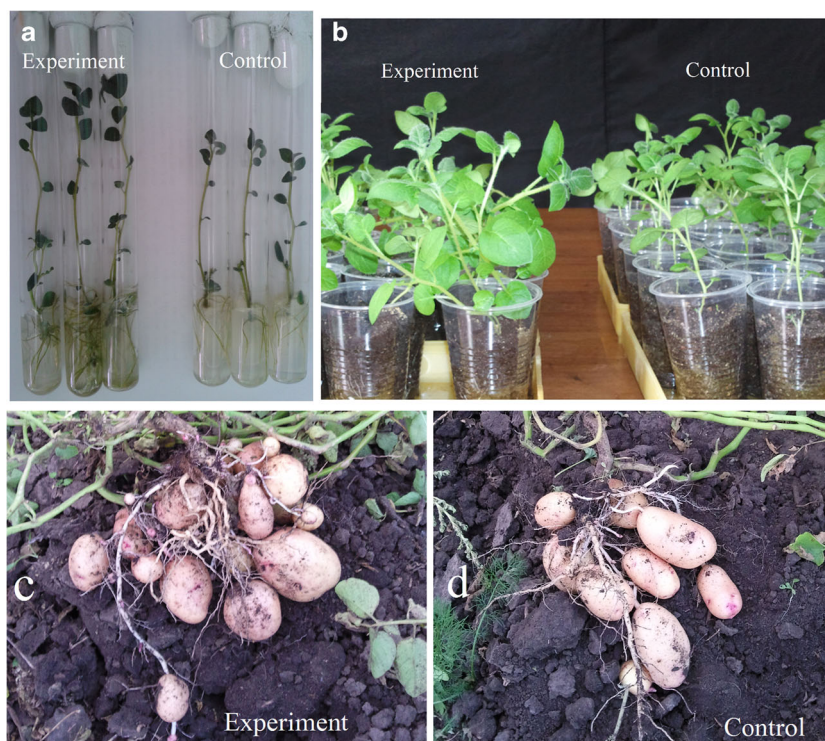 a
Experiment
Control
b
Experiment
Control
c
Experiment
d
Control